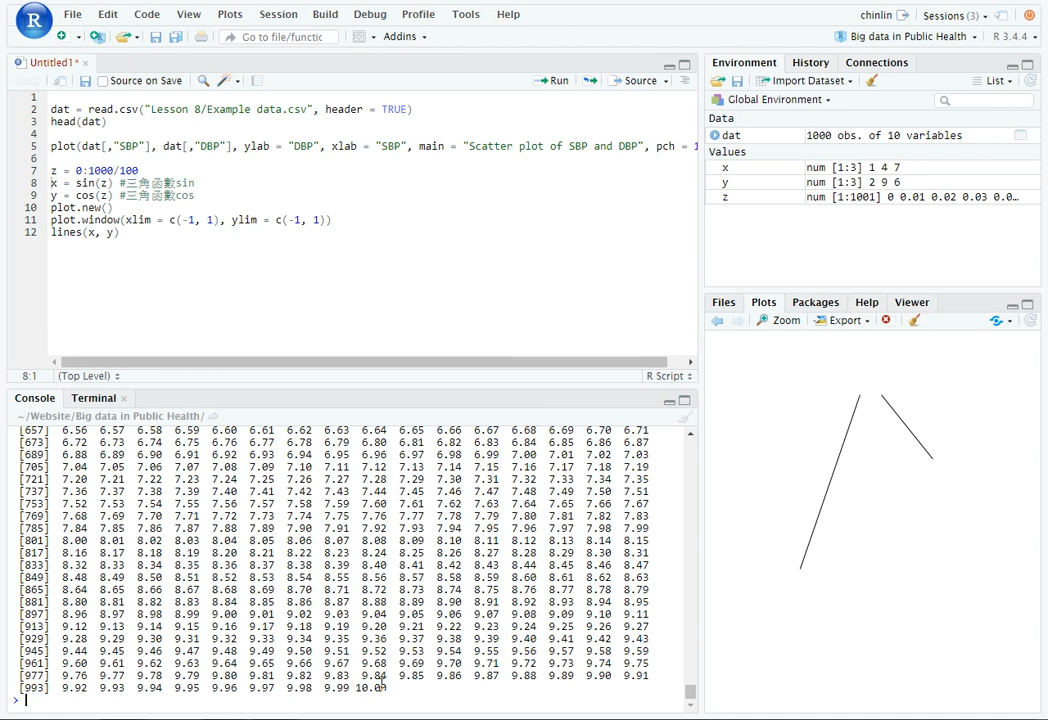 File Edit Code View Plots Session Build Debug Profile Tools Help
chinlin Sessions (3)
Go to file/functic Addins
Big data in Public Health R 3.4.4
Untitled1*
Source on Save Run Source
1
2 dat = read.csv("Lesson 8/Example data.csv", header = TRUE)
3 head(dat)
4
5 plot(dat[,"SBP"], dat[,"DBP"], ylab = "DBP", xlab = "SBP", main = "Scatter plot of SBP and DBP", pch = 1
6
7 z = 0:1000/100
8 x = sin(z) #三角函數sin
9 y = cos(z) #三角函數cos
10 plot.new()
11 plot.window(xlim = c(-1, 1), ylim = c(-1, 1))
12 lines(x, y)
8:1 (Top Level) R Script
Console Terminal
~/Website/Big data in Public Health/
[657] 6.56 6.57 6.58 6.59 6.60 6.61 6.62 6.63 6.64 6.65 6.66 6.67 6.68 6.69 6.70 6.71
[673] 6.72 6.73 6.74 6.75 6.76 6.77 6.78 6.79 6.80 6.81 6.82 6.83 6.84 6.85 6.86 6.87
[689] 6.88 6.89 6.90 6.91 6.92 6.93 6.94 6.95 6.96 6.97 6.98 6.99 7.00 7.01 7.02 7.03
[705] 7.04 7.05 7.06 7.07 7.08 7.09 7.10 7.11 7.12 7.13 7.14 7.15 7.16 7.17 7.18 7.19
[721] 7.20 7.21 7.22 7.23 7.24 7.25 7.26 7.27 7.28 7.29 7.30 7.31 7.32 7.33 7.34 7.35
[737] 7.36 7.37 7.38 7.39 7.40 7.41 7.42 7.43 7.44 7.45 7.46 7.47 7.48 7.49 7.50 7.51
[753] 7.52 7.53 7.54 7.55 7.56 7.57 7.58 7.59 7.60 7.61 7.62 7.63 7.64 7.65 7.66 7.67
[769] 7.68 7.69 7.70 7.71 7.72 7.73 7.74 7.75 7.76 7.77 7.78 7.79 7.80 7.81 7.82 7.83
[785] 7.84 7.85 7.86 7.87 7.88 7.89 7.90 7.91 7.92 7.93 7.94 7.95 7.96 7.97 7.98 7.99
[801] 8.00 8.01 8.02 8.03 8.04 8.05 8.06 8.07 8.08 8.09 8.10 8.11 8.12 8.13 8.14 8.15
[817] 8.16 8.17 8.18 8.19 8.20 8.21 8.22 8.23 8.24 8.25 8.26 8.27 8.28 8.29 8.30 8.31
[833] 8.32 8.33 8.34 8.35 8.36 8.37 8.38 8.39 8.40 8.41 8.42 8.43 8.44 8.45 8.46 8.47
[849] 8.48 8.49 8.50 8.51 8.52 8.53 8.54 8.55 8.56 8.57 8.58 8.59 8.60 8.61 8.62 8.63
[865] 8.64 8.65 8.66 8.67 8.68 8.69 8.70 8.71 8.72 8.73 8.74 8.75 8.76 8.77 8.78 8.79
[881] 8.80 8.81 8.82 8.83 8.84 8.85 8.86 8.87 8.88 8.89 8.90 8.91 8.92 8.93 8.94 8.95
[897] 8.96 8.97 8.98 8.99 9.00 9.01 9.02 9.03 9.04 9.05 9.06 9.07 9.08 9.09 9.10 9.11
[913] 9.12 9.13 9.14 9.15 9.16 9.17 9.18 9.19 9.20 9.21 9.22 9.23 9.24 9.25 9.26 9.27
[929] 9.28 9.29 9.30 9.31 9.32 9.33 9.34 9.35 9.36 9.37 9.38 9.39 9.40 9.41 9.42 9.43
[945] 9.44 9.45 9.46 9.47 9.48 9.49 9.50 9.51 9.52 9.53 9.54 9.55 9.56 9.57 9.58 9.59
[961] 9.60 9.61 9.62 9.63 9.64 9.65 9.66 9.67 9.68 9.69 9.70 9.71 9.72 9.73 9.74 9.75
[977] 9.76 9.77 9.78 9.79 9.80 9.81 9.82 9.83 9.84 9.85 9.86 9.87 9.88 9.89 9.90 9.91
[993] 9.92 9.93 9.94 9.95 9.96 9.97 9.98 9.99 10.00
>
Environment History Connections
Import Dataset List
Global Environment
Data
dat 1000 obs. of 10 variables
Values
x num [1:3] 1 4 7
y num [1:3] 2 9 6
z num [1:1001] 0 0.01 0.02 0.03 0.0…
Files Plots Packages Help Viewer
Zoom Export